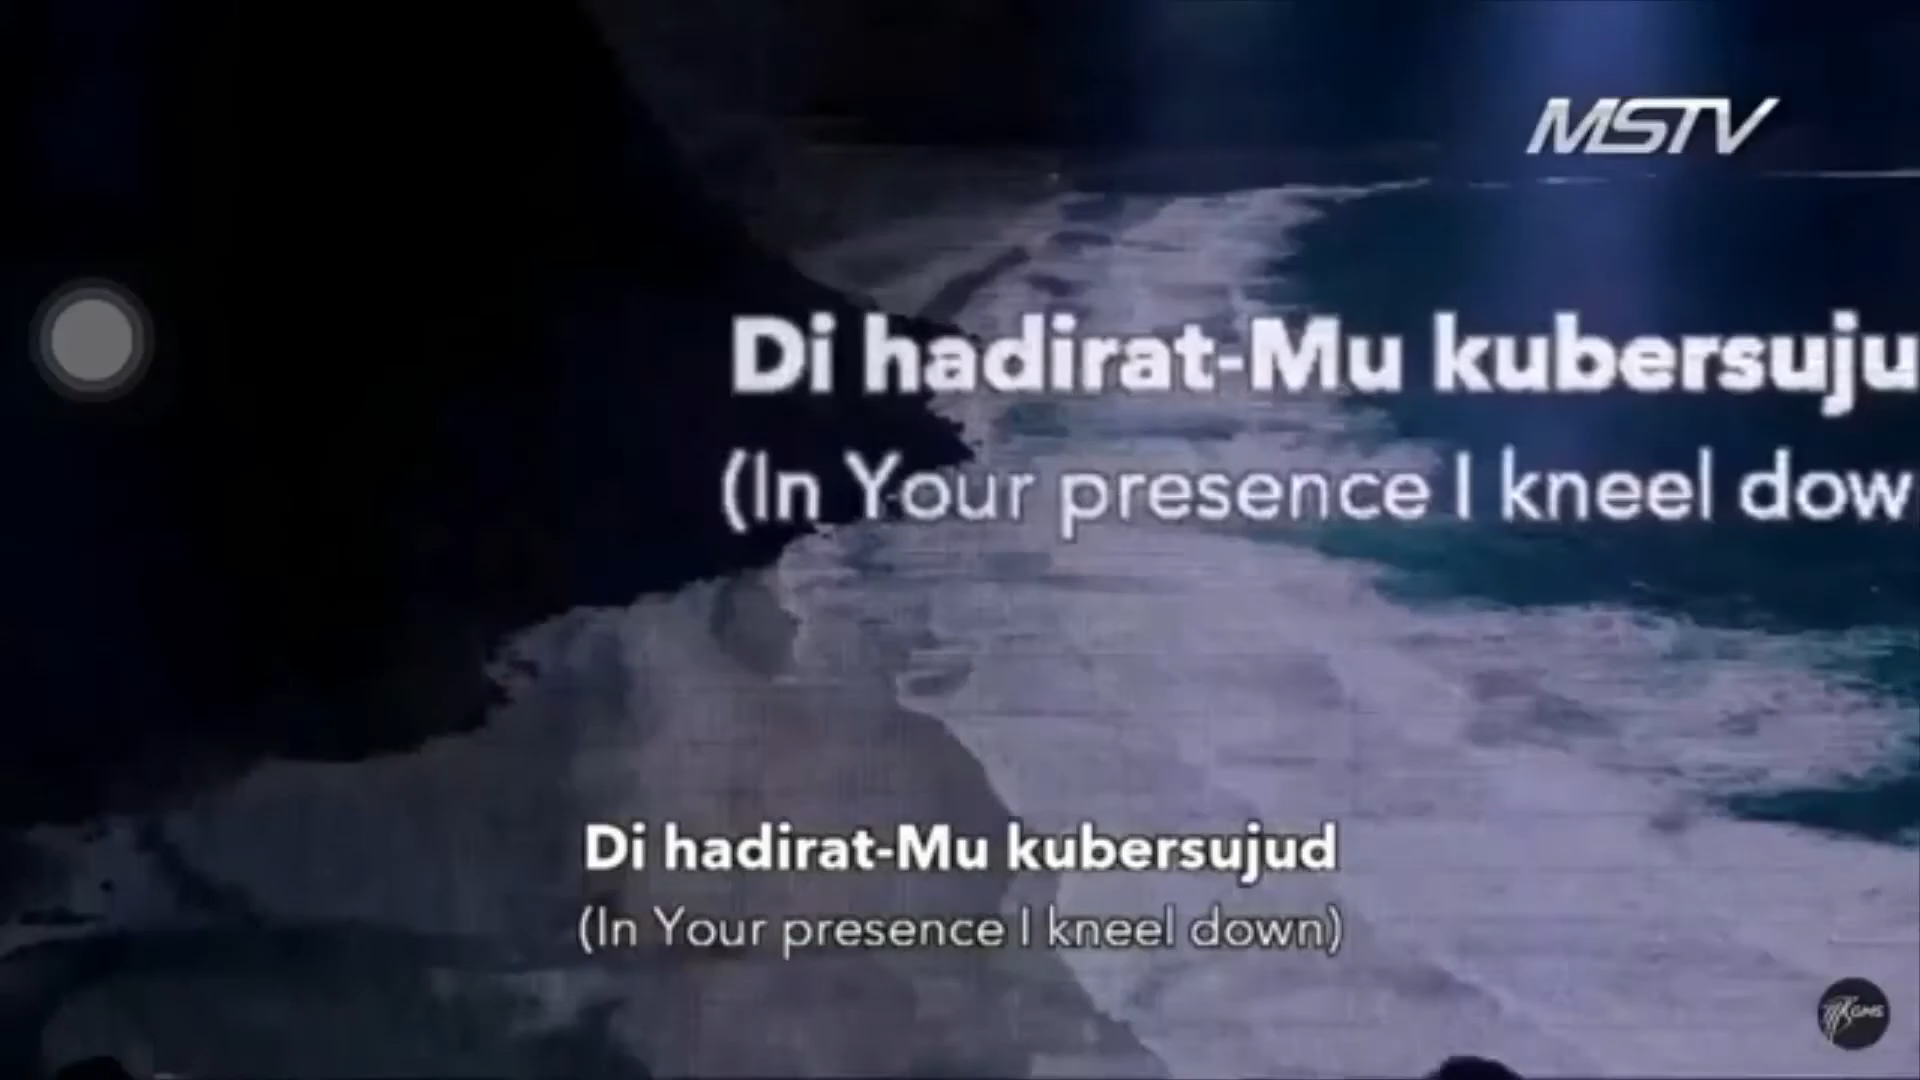 MSTV
Di hadirat-Mu kubersuju
(In Your presence I kneel dow
Di hadirat-Mu kubersujud
(In Your presence I kneel down)
GMS